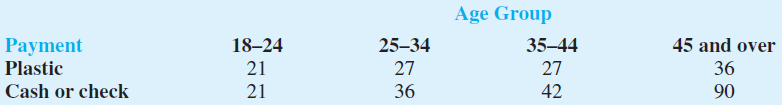 Age Group
Payment 18–24 25–34 35–44 45 and over
Plastic 21 27 27 36
Cash or check 21 36 42 90